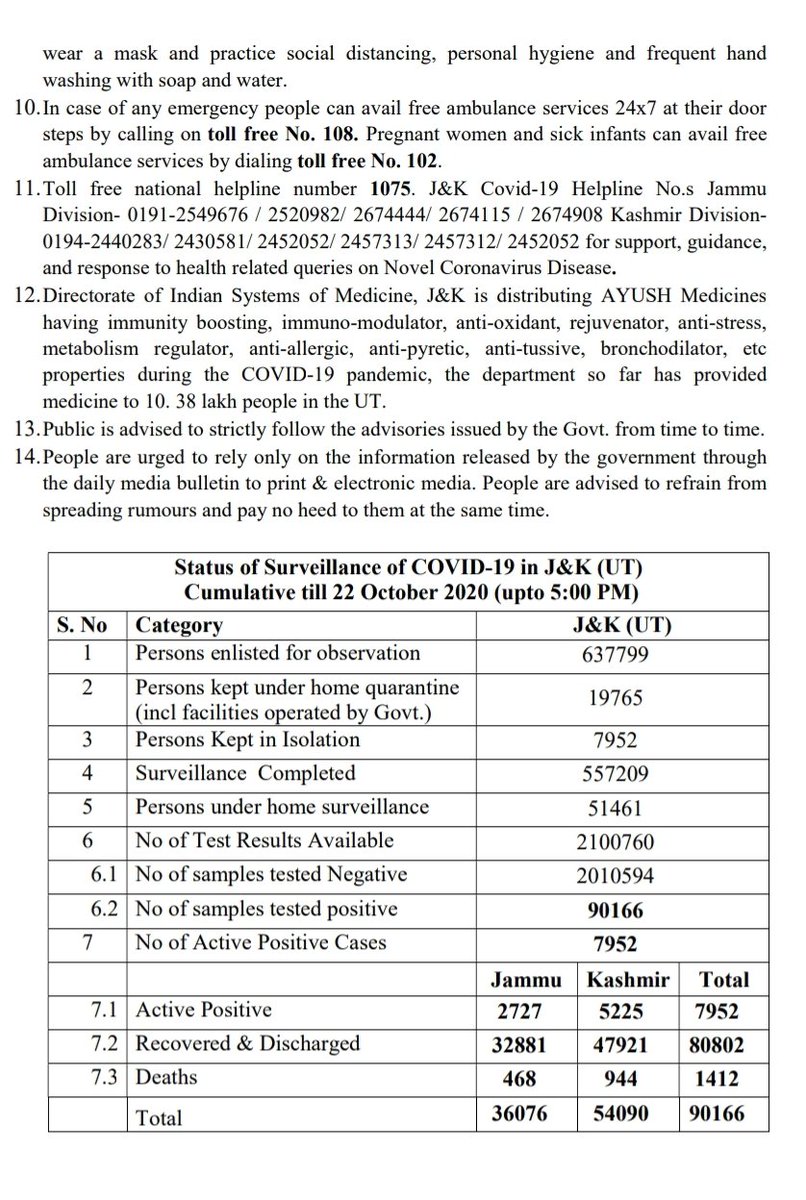 wear a mask and practice social distancing, personal hygiene and frequent hand
washing with soap and water.
10.In case of any emergency people can avail free ambulance services 24x7 at their door
steps by calling on toll free No. 108. Pregnant women and sick infants can avail free
ambulance services by dialing toll free No. 102.
11.Toll free national helpline number 1075. J&K Covid-19 Helpline No.s Jammu
Division- 0191-2549676 / 2520982/ 2674444/ 2674115 / 2674908 Kashmir Division-
0194-2440283/ 2430581/ 2452052/ 2457313/ 2457312/ 2452052 for support, guidance,
and response to health related queries on Novel Coronavirus Disease.
12.Directorate of Indian Systems of Medicine, J&K is distributing AYUSH Medicines
having immunity boosting, immuno-modulator, anti-oxidant, rejuvenator, anti-stress,
metabolism regulator, anti-allergic, anti-pyretic, anti-tussive, bronchodilator, etc
properties during the COVID-19 pandemic, the department so far has provided
medicine to 10. 38 lakh people in the UT.
13.Public is advised to strictly follow the advisories issued by the Govt. from time to time.
14.People are urged to rely only on the information released by the government through
the daily media bulletin to print & electronic media. People are advised to refrain from
spreading rumours and pay no heed to them at the same time.
Status of Surveillance of COVID-19 in J&K (UT)
Cumulative till 22 October 2020 (upto 5:00 PM)
S. No Category J&K (UT)
1 Persons enlisted for observation 637799
2 Persons kept under home quarantine
(incl facilities operated by Govt.) 19765
3 Persons Kept in Isolation 7952
4 Surveillance Completed 557209
5 Persons under home surveillance 51461
6 No of Test Results Available 2100760
6.1 No of samples tested Negative 2010594
6.2 No of samples tested positive 90166
7 No of Active Positive Cases 7952
Jammu Kashmir Total
7.1 Active Positive 2727 5225 7952
7.2 Recovered & Discharged 32881 47921 80802
7.3 Deaths 468 944 1412
Total 36076 54090 90166